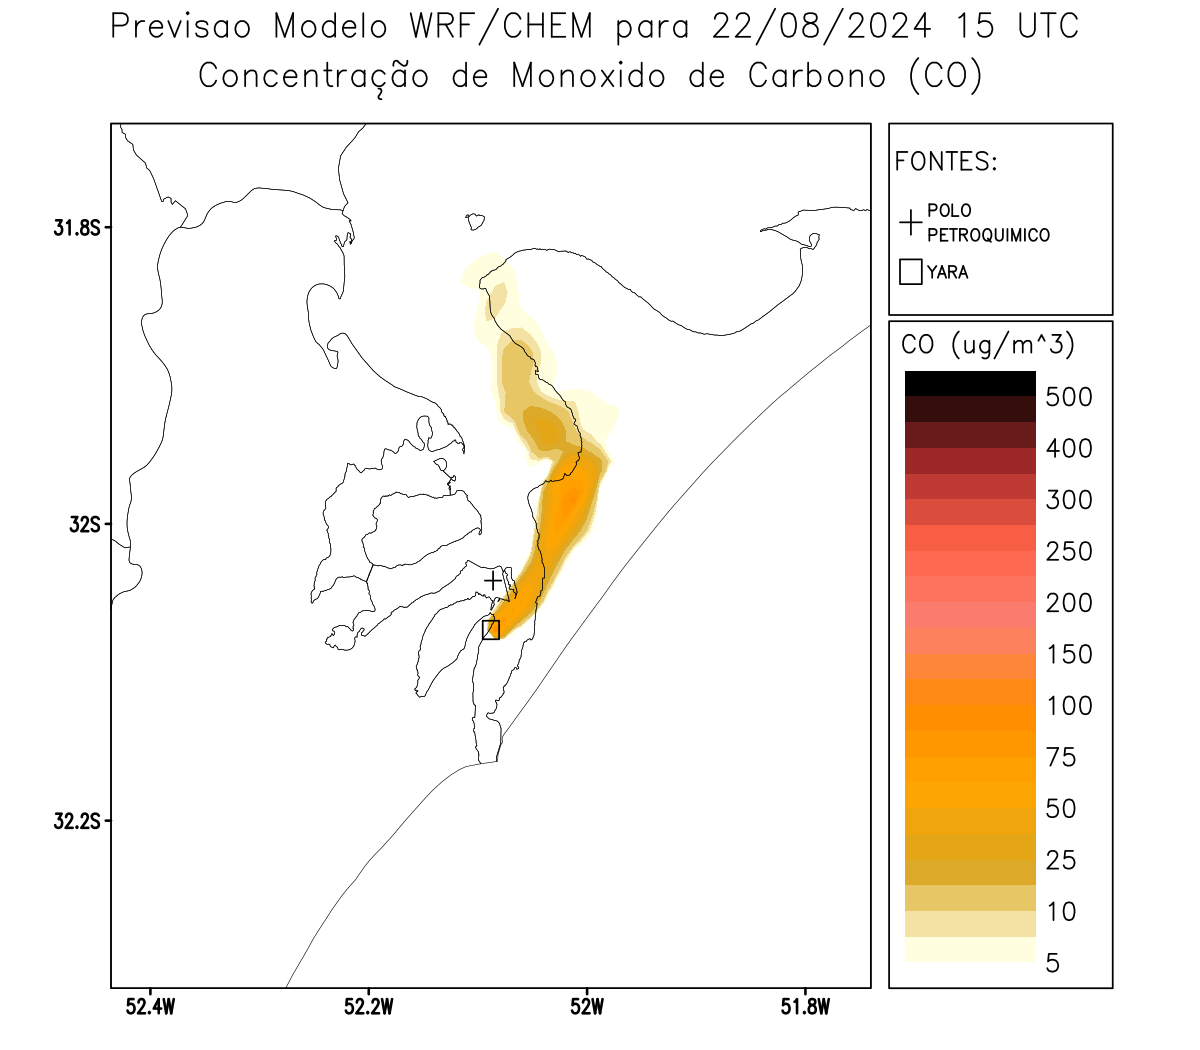 Previsao Modelo WRF/CHEM para 22/08/2024 15 UTC
Concentração de Monoxido de Carbono (CO)
FONTES:
POLO
PETROQUIMICO
YARA
CO (ug/m^3)
500
400
300
250
200
150
100
75
50
25
10
5
31.8S
32S
32.2S
52.4W
52.2W
52W
51.8W